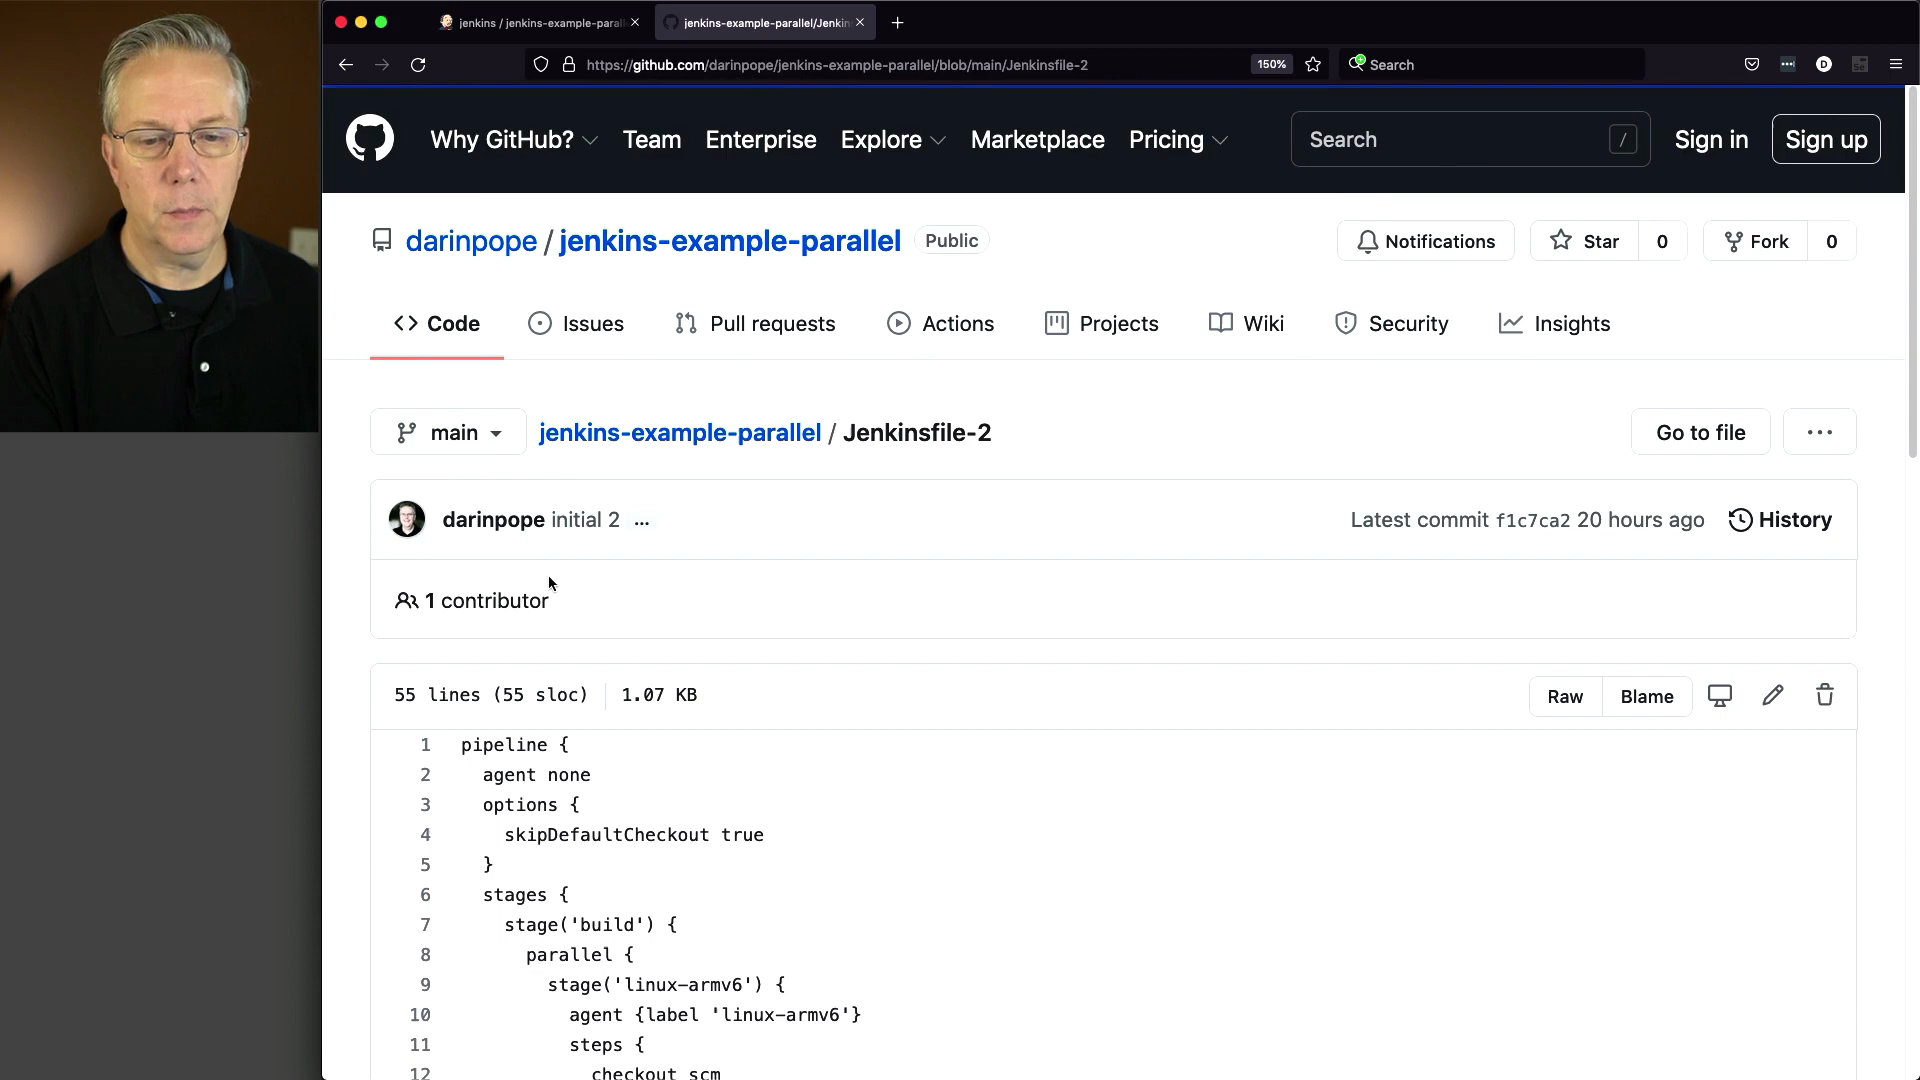 jenkins / jenkins-example-parall
jenkins-example-parallel/Jenkin
https://github.com/darinpope/jenkins-example-parallel/blob/main/Jenkinsfile-2
150%
Search
D
Why GitHub?
Team
Enterprise
Explore
Marketplace
Pricing
Search
/
Sign in
Sign up
darinpope / jenkins-example-parallel
Public
Notifications
Star
0
Fork
0
Code
Issues
Pull requests
Actions
Projects
Wiki
Security
Insights
main
jenkins-example-parallel / Jenkinsfile-2
Go to file
...
darinpope initial 2 ...
Latest commit f1c7ca2 20 hours ago
History
1 contributor
55 lines (55 sloc)
1.07 KB
Raw
Blame
1 pipeline {
2 agent none
3 options {
4 skipDefaultCheckout true
5 }
6 stages {
7 stage('build') {
8 parallel {
9 stage('linux-armv6') {
10 agent {label 'linux-armv6'}
11 steps {
12 checkout scm